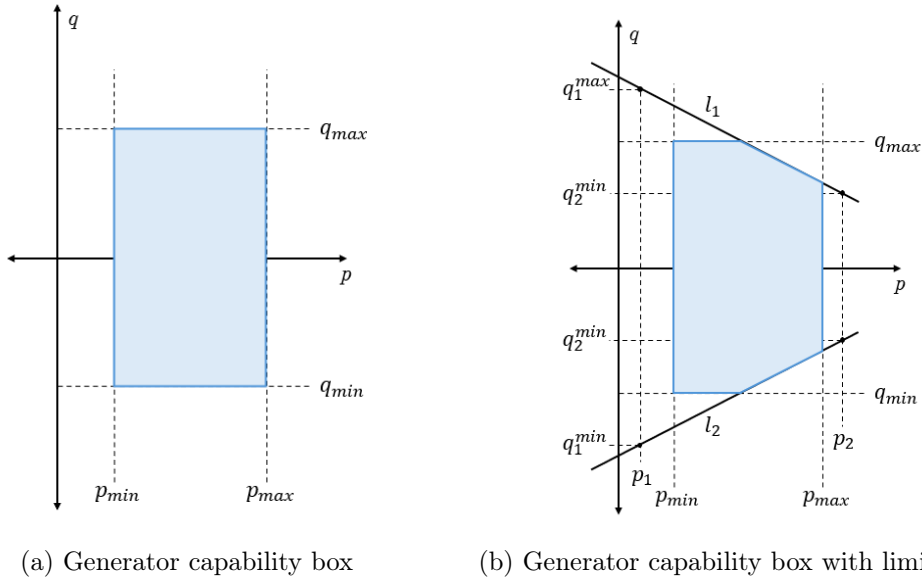 q
q_max
p
q_min
p_min
p_max
(a) Generator capability box
q
q_1^max
l_1
q_max
q_2^min
p
q_2^min
q_min
q_1^min
l_2
p_1
p_2
p_min
p_max
(b) Generator capability box with limi